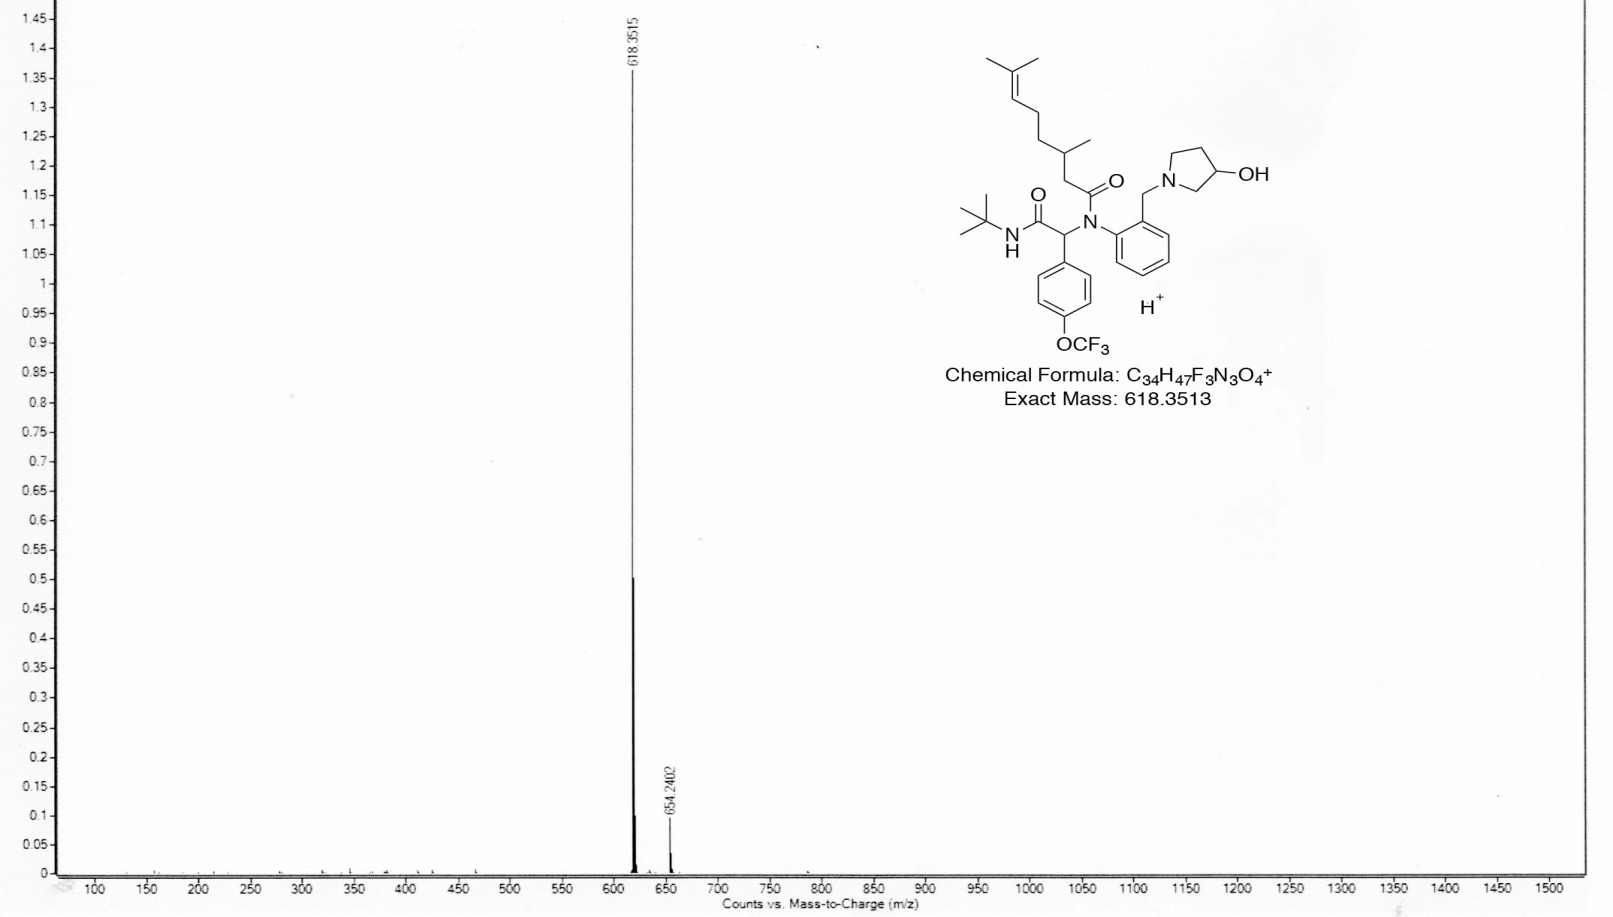 1.45
1.4
1.35
1.3
1.25
1.2
1.15
1.1
1.05
1
0.95
0.9
0.85
0.8
0.75
0.7
0.65
0.6
0.55
0.5
0.45
0.4
0.35
0.3
0.25
0.2
0.15
0.1
0.05
0
618.3515
654.2402
O
O
N
OH
N
N
H
H+
OCF3
Chemical Formula: C34H47F3N3O4+
Exact Mass: 618.3513
100 150 200 250 300 350 400 450 500 550 600 650 700 750 800 850 900 950 1000 1050 1100 1150 1200 1250 1300 1350 1400 1450 1500
Counts vs. Mass-to-Charge (m/z)